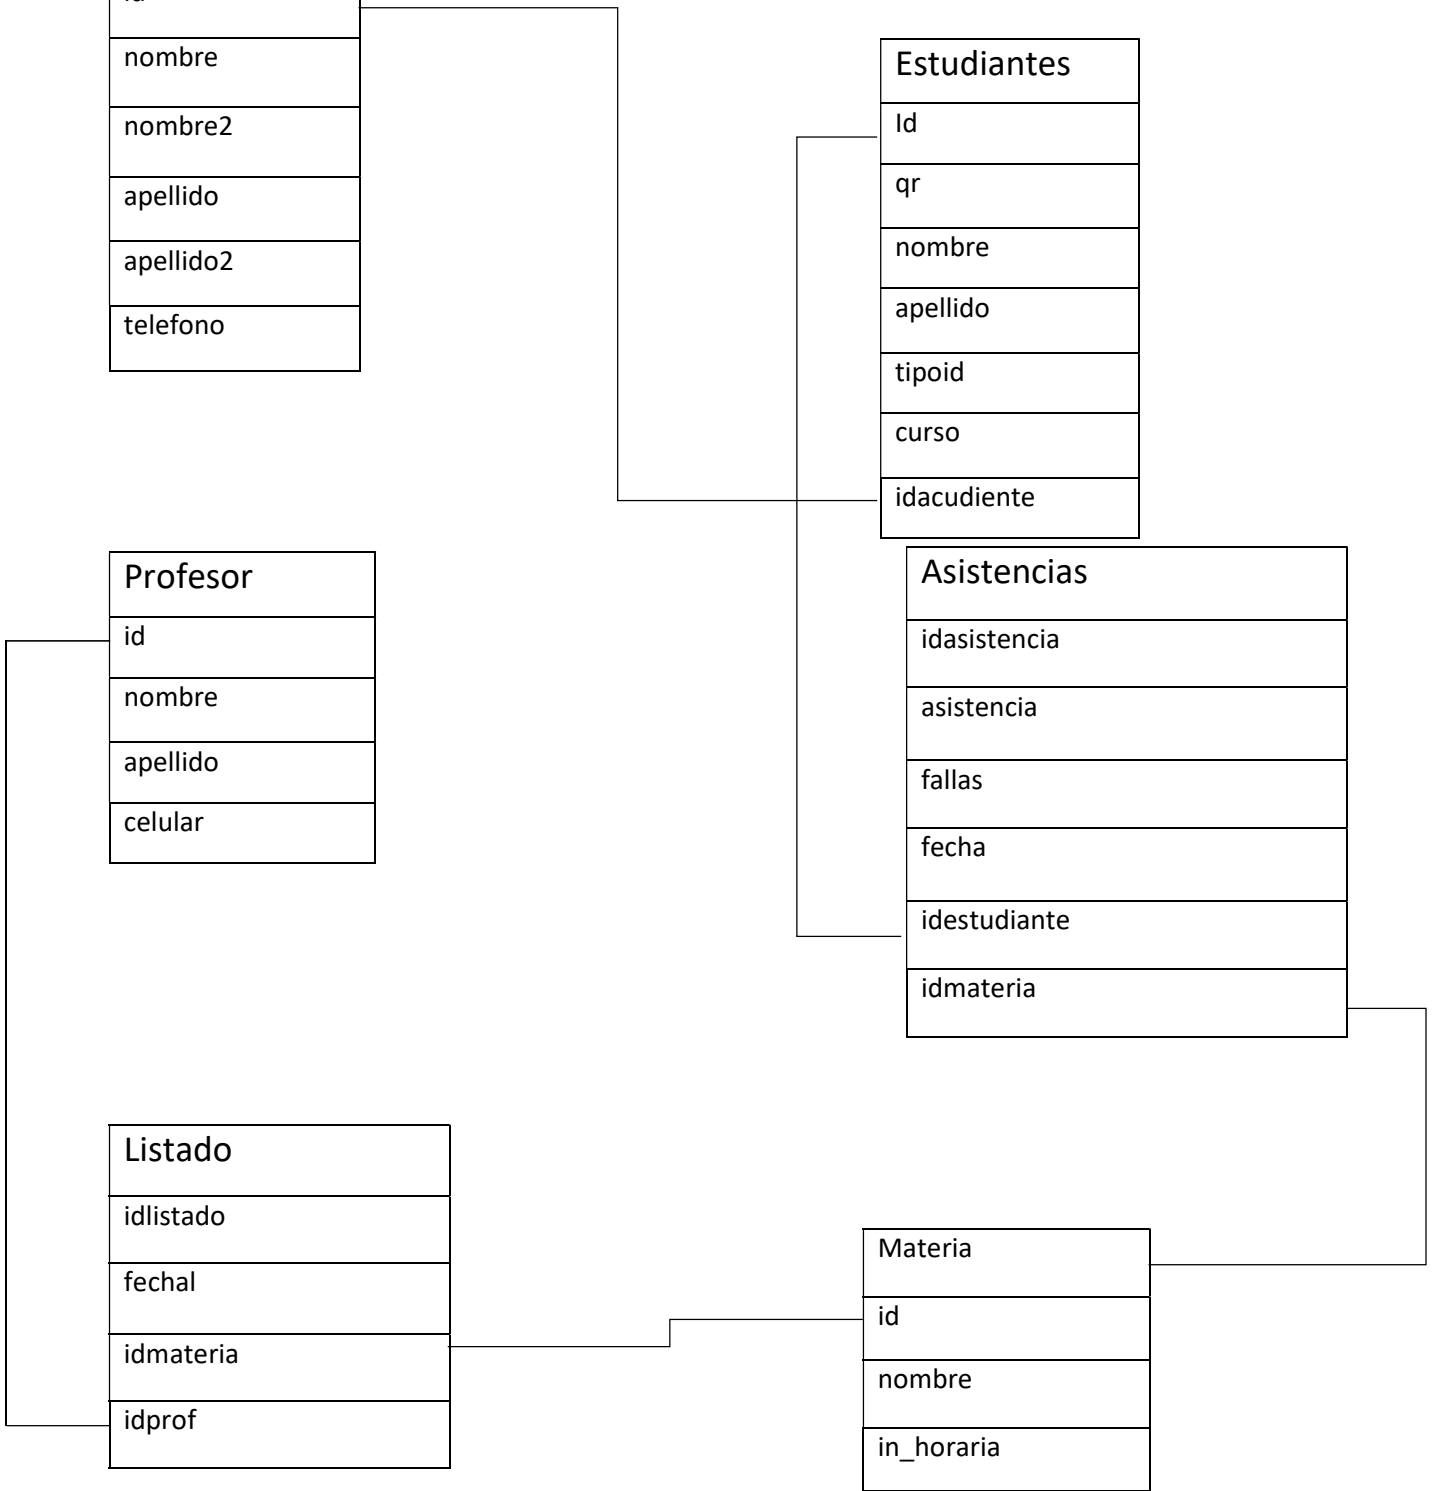 nombre
nombre2
apellido
apellido2
telefono
Estudiantes
Id
qr
nombre
apellido
tipoid
curso
idacudiente
Profesor
id
nombre
apellido
celular
Asistencias
idasistencia
asistencia
fallas
fecha
idestudiante
idmateria
Listado
idlistado
fechal
idmateria
idprof
Materia
id
nombre
in_horaria